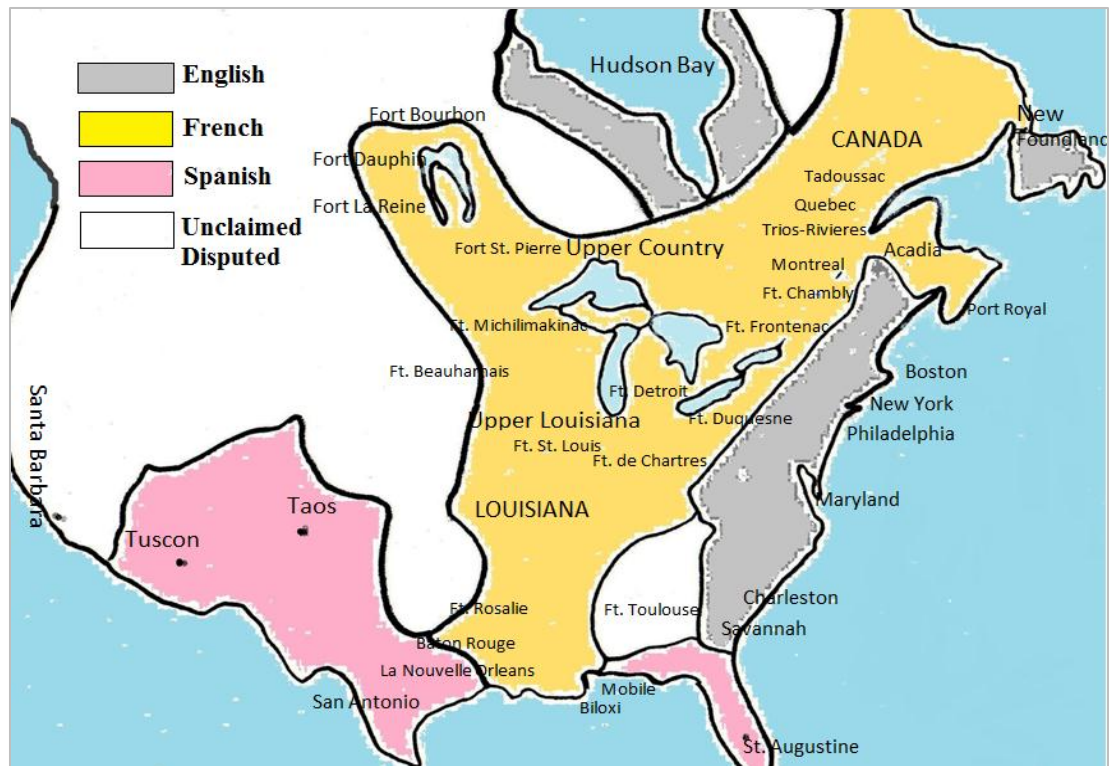 English
French
Spanish
Unclaimed
Disputed
Hudson Bay
New
Foundland
Fort Bourbon
CANADA
Fort Dauphin
Tadoussac
Fort La Reine
Quebec
Trios-Rivieres
Fort St. Pierre
Upper Country
Acadia
Montreal
Ft. Chambly
Port Royal
Ft. Michilimakinac
Ft. Frontenac
Ft. Beauharnais
Boston
Ft. Detroit
New York
Santa Barbara
Upper Louisiana
Ft. Duquesne
Philadelphia
Ft. St. Louis
Ft. de Chartres
Maryland
Taos
LOUISIANA
Tuscon
Charleston
Ft. Rosalie
Ft. Toulouse
Savannah
Baton Rouge
La Nouvelle Orleans
San Antonio
Mobile
Biloxi
St. Augustine